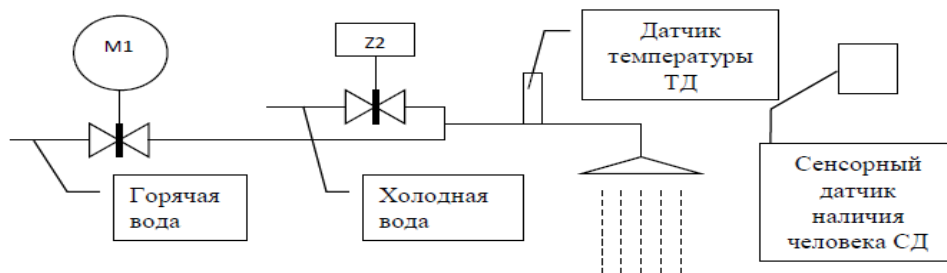 M1
Z2
Датчик
температуры
ТД
Горячая
вода
Холодная
вода
Сенсорный
датчик
наличия
человека СД